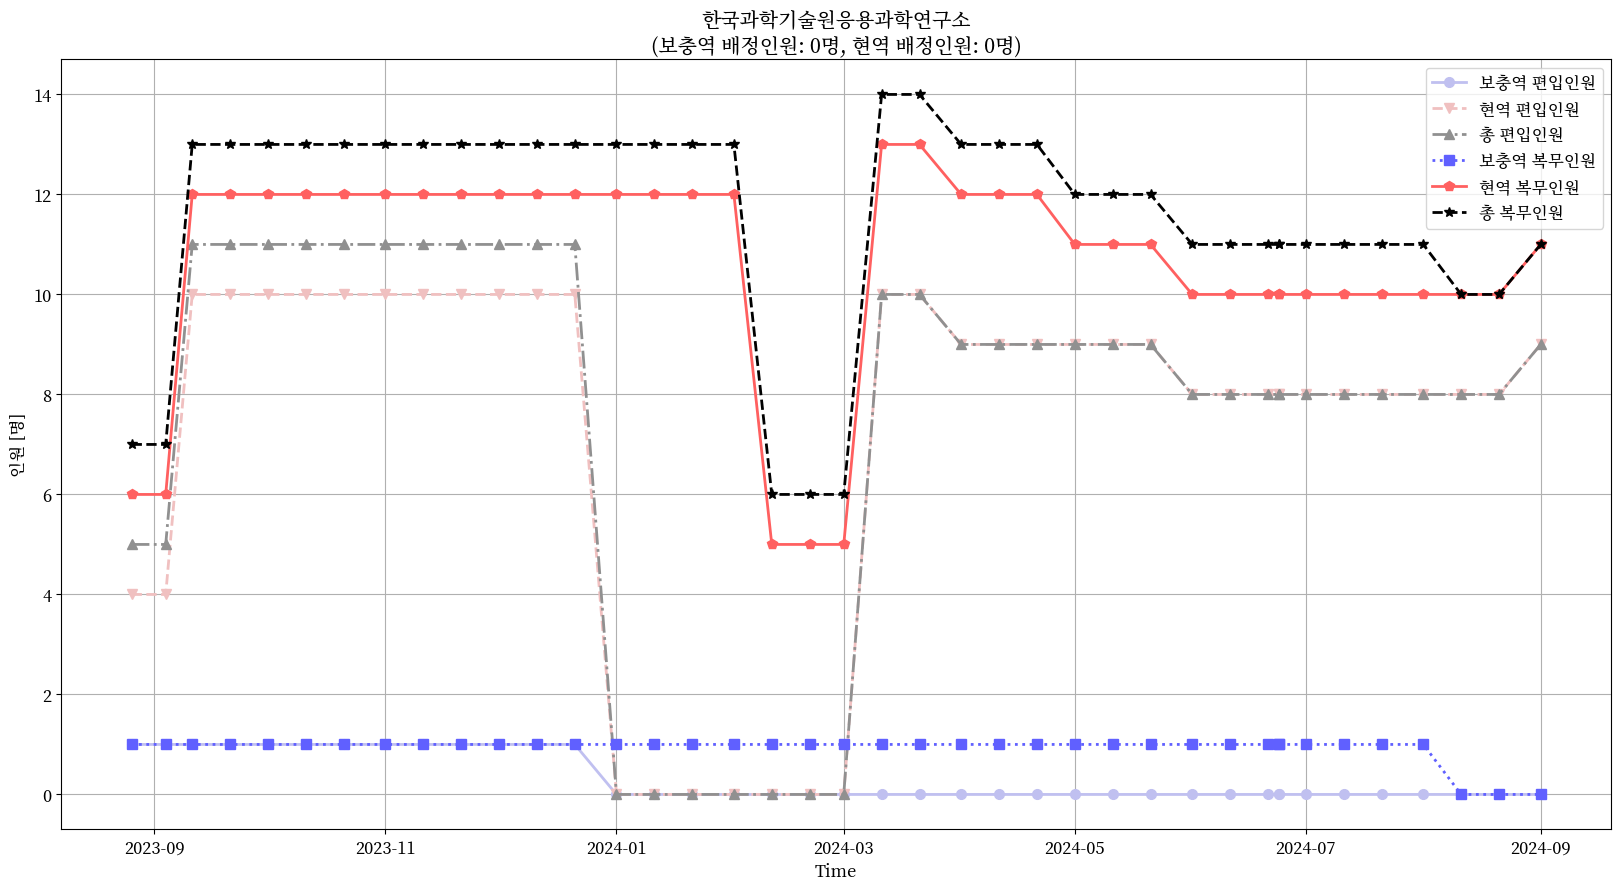 한국과학기술원응용과학연구소
(보충역 배정인원: 0명, 현역 배정인원: 0명)
보충역 편입인원
현역 편입인원
총 편입인원
보충역 복무인원
현역 복무인원
총 복무인원
인원 [명]
14
12
10
8
6
4
2
0
2023-09
2023-11
2024-01
2024-03
2024-05
2024-07
2024-09
Time